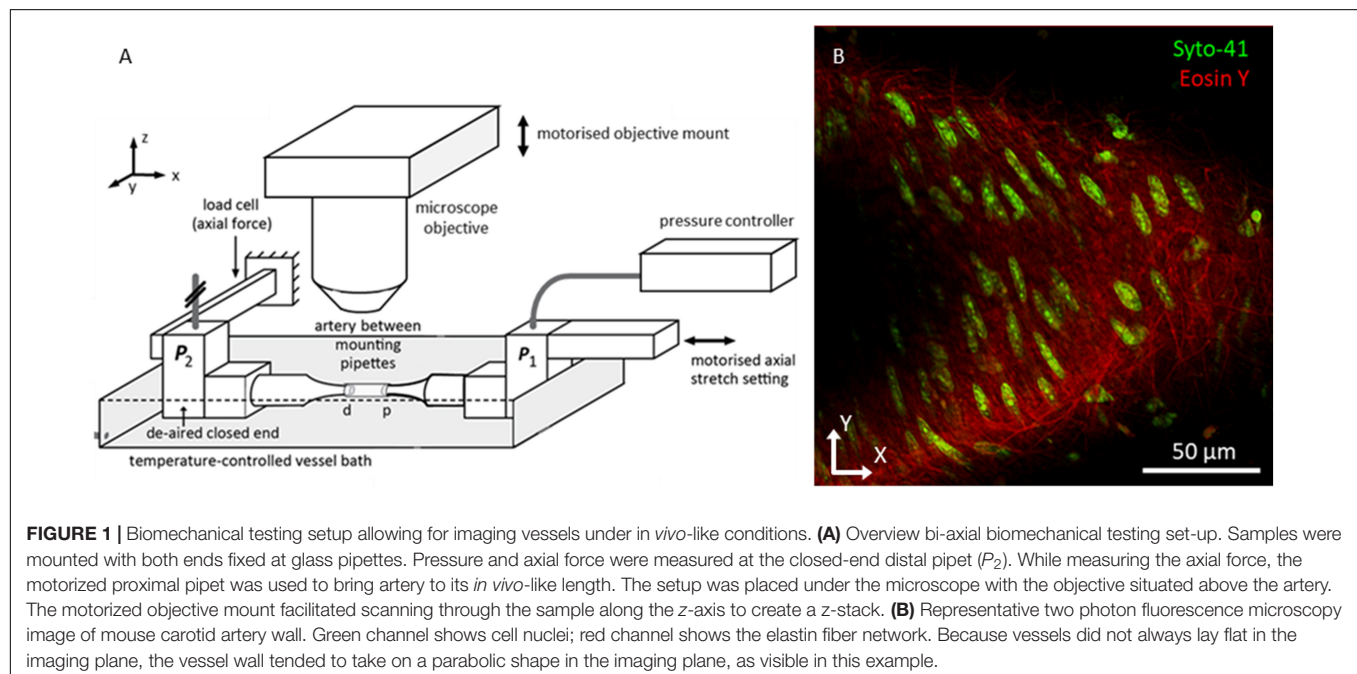 A
z
x
y
load cell
(axial force)
motorised objective mount
microscope
objective
pressure controller
artery between
mounting
pipettes
P2
P1
motorised axial
stretch setting
d
p
de-aired closed end
temperature-controlled vessel bath
B
Syto-41
Eosin Y
Y
X
50 μm
FIGURE 1 | Biomechanical testing setup allowing for imaging vessels under in vivo-like conditions. (A) Overview bi-axial biomechanical testing set-up. Samples were
mounted with both ends fixed at glass pipettes. Pressure and axial force were measured at the closed-end distal pipet (P2). While measuring the axial force, the
motorized proximal pipet was used to bring artery to its in vivo-like length. The setup was placed under the microscope with the objective situated above the artery.
The motorized objective mount facilitated scanning through the sample along the z-axis to create a z-stack. (B) Representative two photon fluorescence microscopy
image of mouse carotid artery wall. Green channel shows cell nuclei; red channel shows the elastin fiber network. Because vessels did not always lay flat in the
imaging plane, the vessel wall tended to take on a parabolic shape in the imaging plane, as visible in this example.